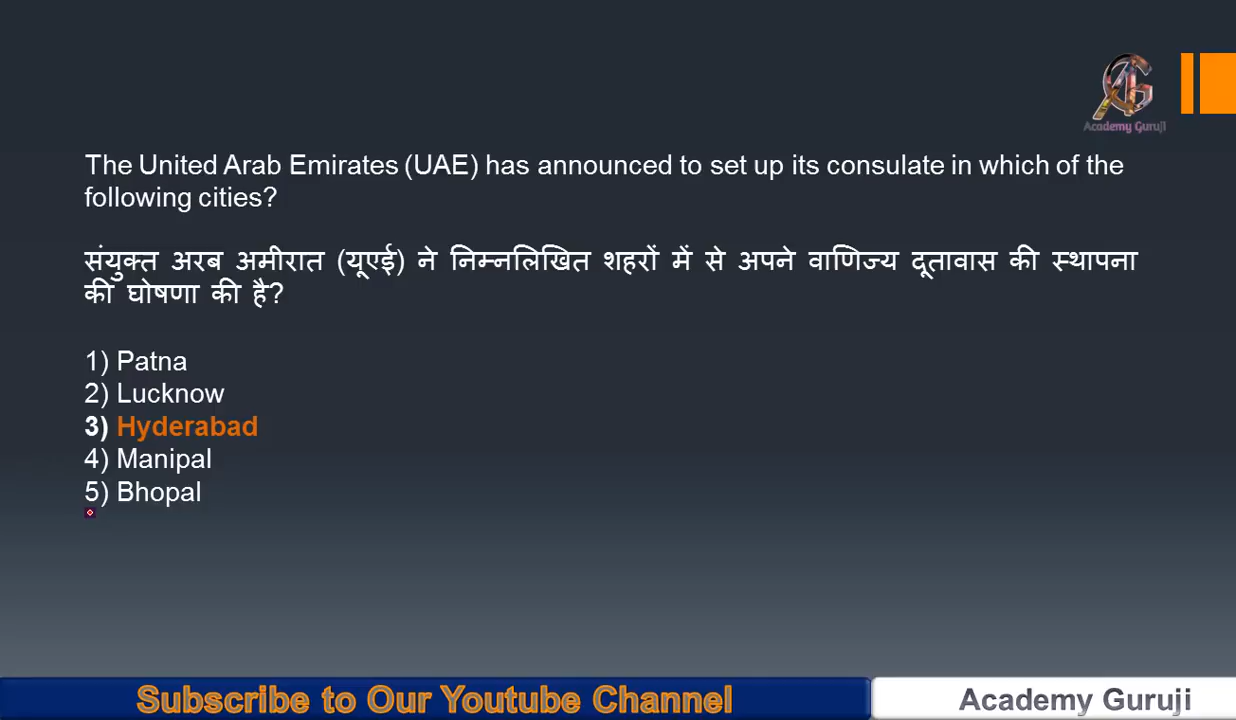 Academy Guruji
The United Arab Emirates (UAE) has announced to set up its consulate in which of the
following cities?
संयुक्त अरब अमीरात (यूएई) ने निम्नलिखित शहरों में से अपने वाणिज्य दूतावास की स्थापना
की घोषणा की है?
1) Patna
2) Lucknow
3) Hyderabad
4) Manipal
5) Bhopal
Subscribe to Our Youtube Channel
Academy Guruji